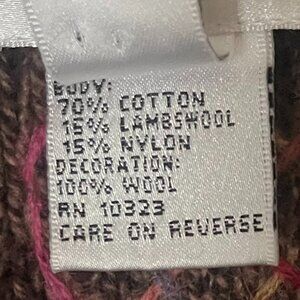 BODY:
70% COTTON
15% LAMBSWOOL
15% NYLON
DECORATION:
100% WOOL
RN 10323
CARE ON REVERSE